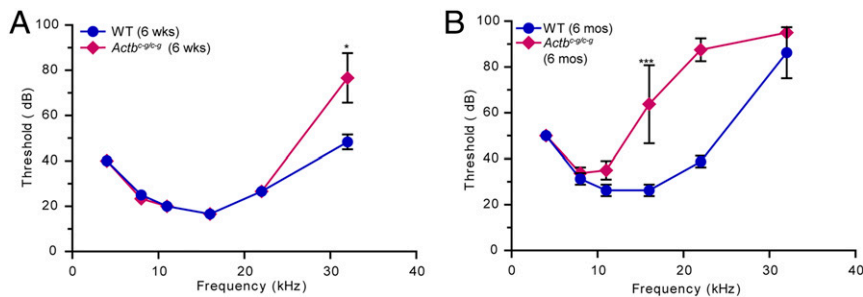 A
WT (6 wks)
Actb^c-g/c-g (6 wks)
*
100
80
60
40
20
0
Threshold ( dB)
0 10 20 30 40
Frequency (kHz)
B
WT (6 mos)
Actb^c-g/c-g
(6 mos)
***
100
80
60
40
20
0
Threshold ( dB)
0 10 20 30 40
Frequency (kHz)